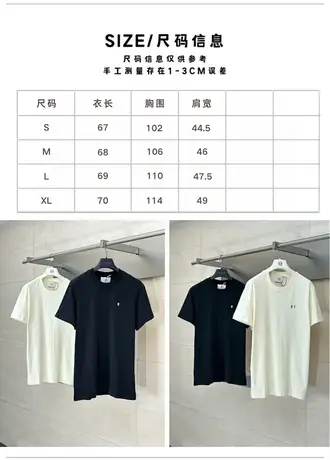 SIZE/尺码信息
尺码信息仅供参考
手工测量存在1-3CM误差
尺码 衣长 胸围 肩宽
S 67 102 44.5
M 68 106 46
L 69 110 47.5
XL 70 114 49